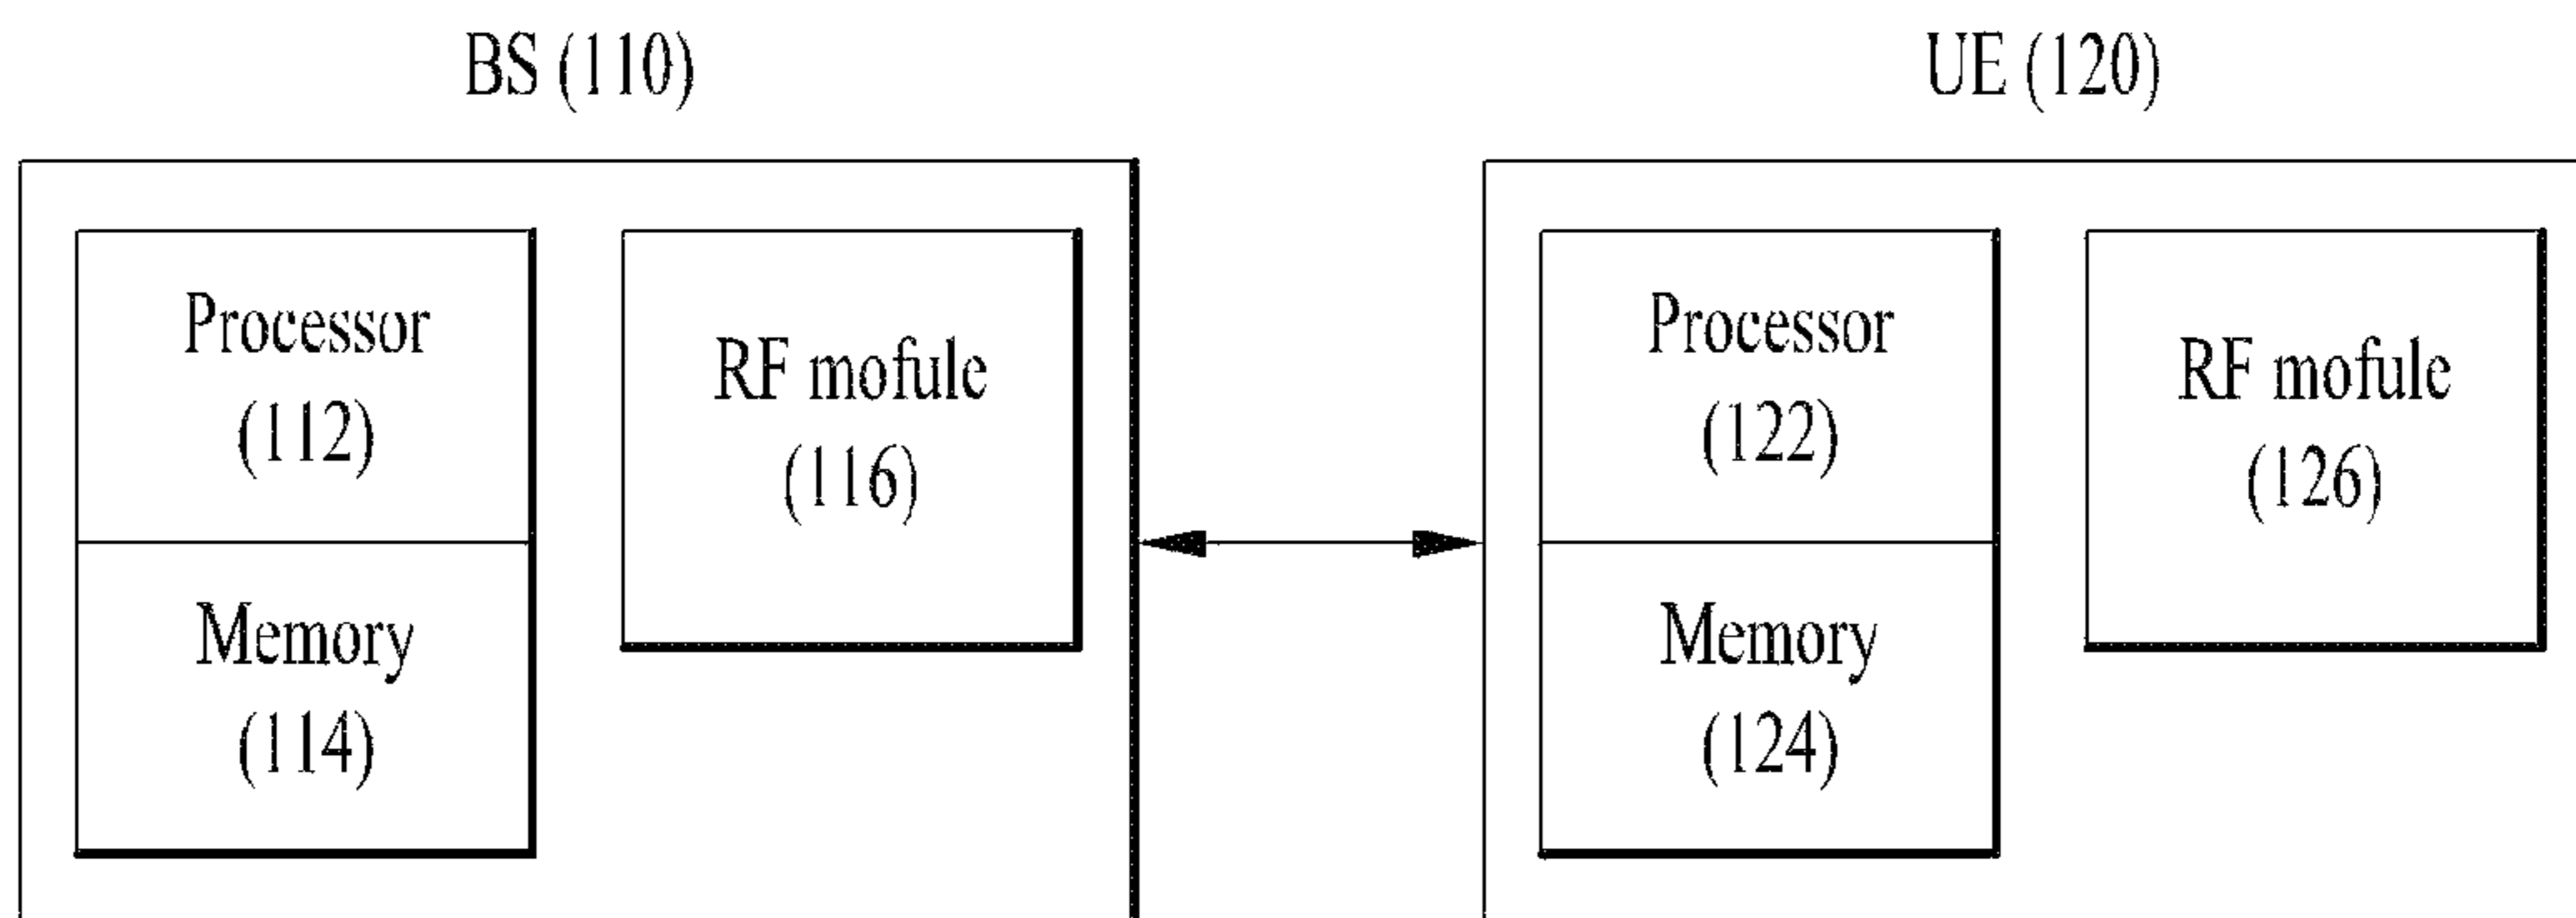 BS (110)
Processor
(112)
Memory
(114)
RF mofule
(116)
UE (120)
Processor
(122)
Memory
(124)
RF mofule
(126)